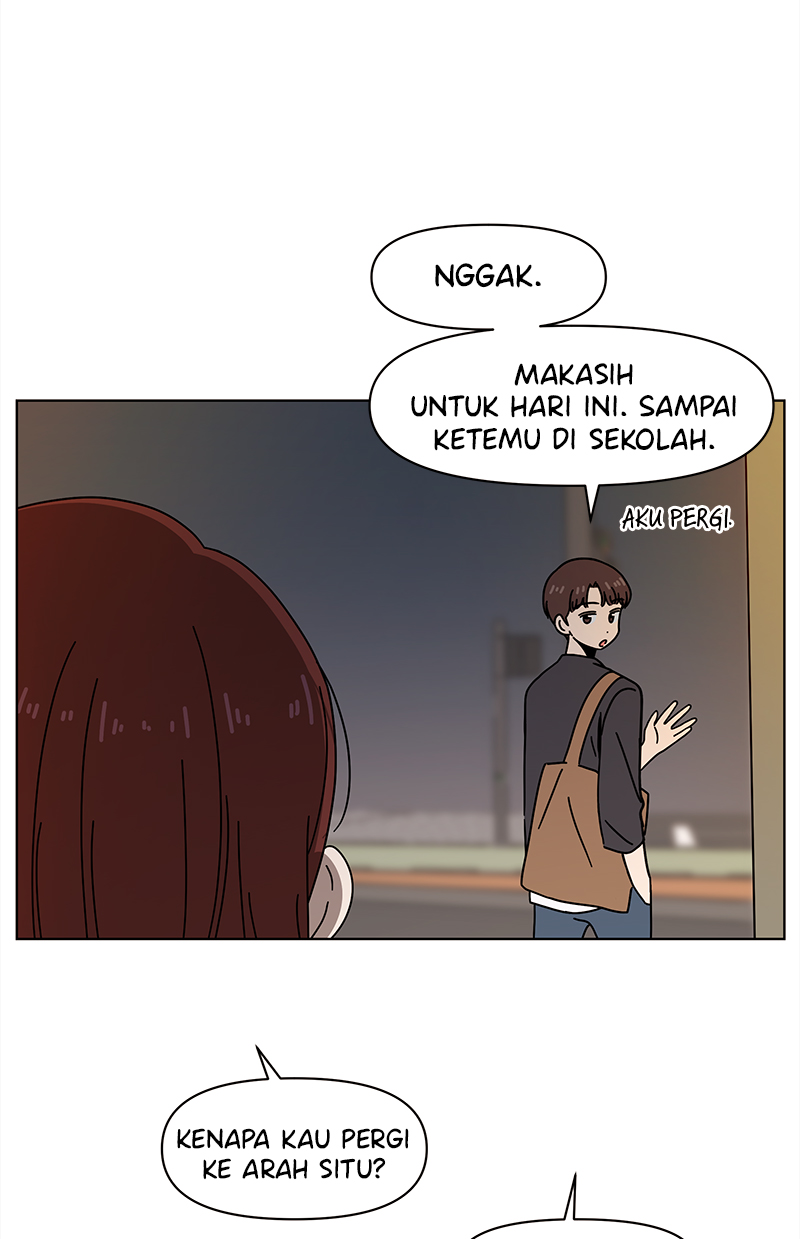 NGGAK.
MAKASIH
UNTUK HARI INI. SAMPAI
KETEMU DI SEKOLAH.
AKU PERGI.
KENAPA KAU PERGI
KE ARAH SITU?